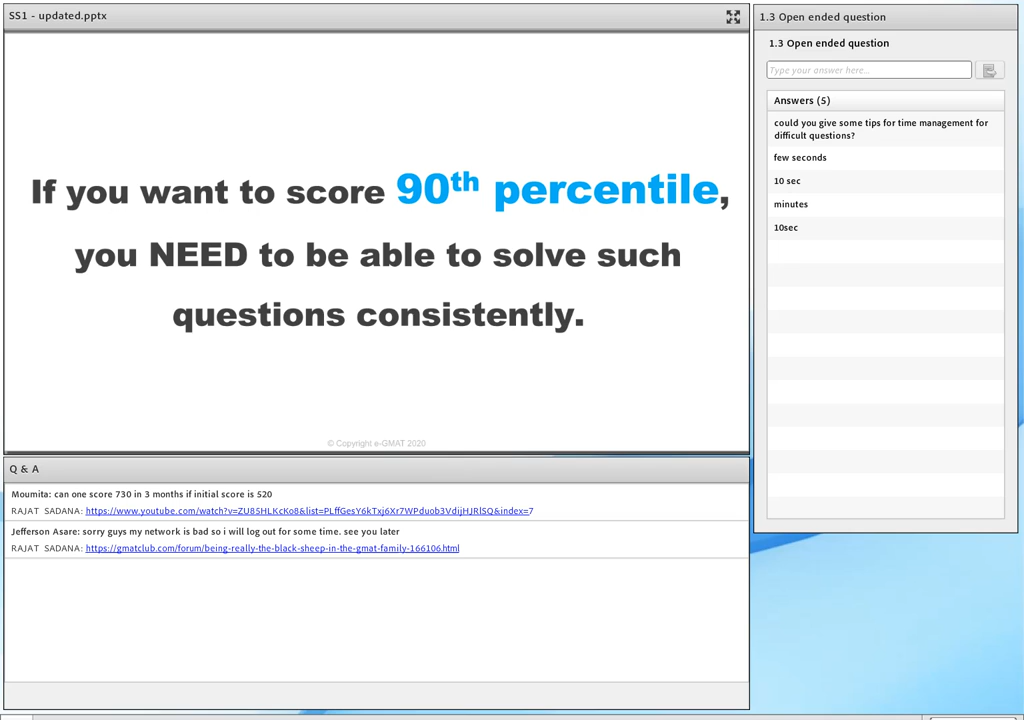 SS1 - updated.pptx
If you want to score 90th percentile,
you NEED to be able to solve such
questions consistently.
© Copyright e-GMAT 2020
Q & A
Moumita: can one score 730 in 3 months if initial score is 520
RAJAT SADANA: https://www.youtube.com/watch?v=ZU85HLKcKo8&list=PLffGesY6kTxj6Xr7WPduob3VdijHJRlSQ&index=7
Jefferson Asare: sorry guys my network is bad so i will log out for some time. see you later
RAJAT SADANA: https://gmatclub.com/forum/being-really-the-black-sheep-in-the-gmat-family-166106.html
1.3 Open ended question
1.3 Open ended question
Type your answer here...
Answers (5)
could you give some tips for time management for
difficult questions?
few seconds
10 sec
minutes
10sec